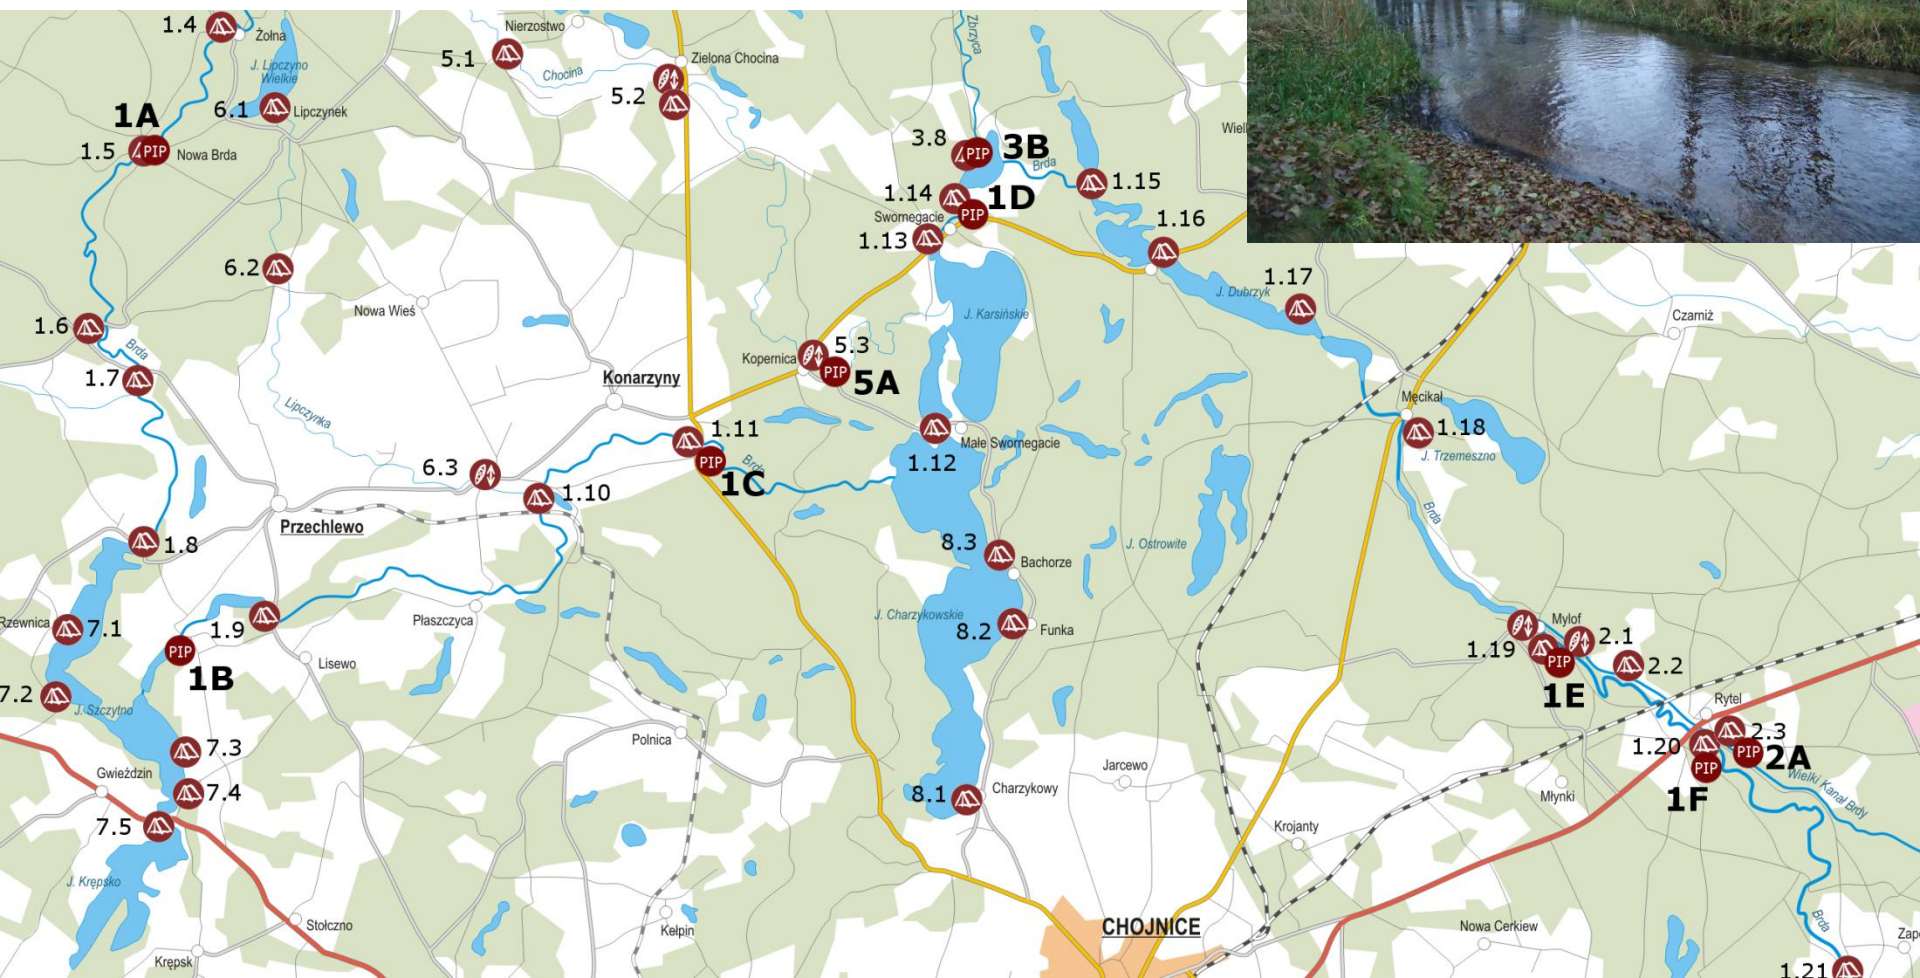 1.4
Żołna
J. Lipczyno
Wielkie
6.1
Lipczynek
1A
1.5
PIP
Nowa Brda
5.1
Nierzostwo
Chocina
Zielona Chocina
5.2
Zbrzyca
3.8
PIP
3B
Brda
1.14
1D
PIP
Swornegacie
1.13
1.15
1.16
1.17
J. Dubrzyk
6.2
Nowa Wieś
1.6
Brda
1.7
Lipczynka
Konarzyny
Kopernica
5.3
PIP
5A
J. Karsińskie
Czarniż
Męcikał
1.18
J. Trzemeszno
1.11
PIP
1C
Brda
1.12
Małe Swornegacie
6.3
1.10
Przechlewo
1.8
8.3
Bachorze
J. Ostrowite
Brda
Rzewnica
7.1
1.9
PIP
1B
Lisewo
Płaszczyca
J. Charzykowskie
8.2
Funka
Mylof
2.1
1.19
PIP
2.2
1E
7.2
J. Szczytno
7.3
7.4
7.5
Gwieździn
Polnica
Rytel
1.20
2.3
PIP
2A
PIP
1F
Wielki Kanał Brdy
Jarcewo
8.1
Charzykowy
Młynki
Krojanty
J. Krępsko
Stołczno
Krępsk
Kełpin
CHOJNICE
Nowa Cerkiew
Brda
1.21